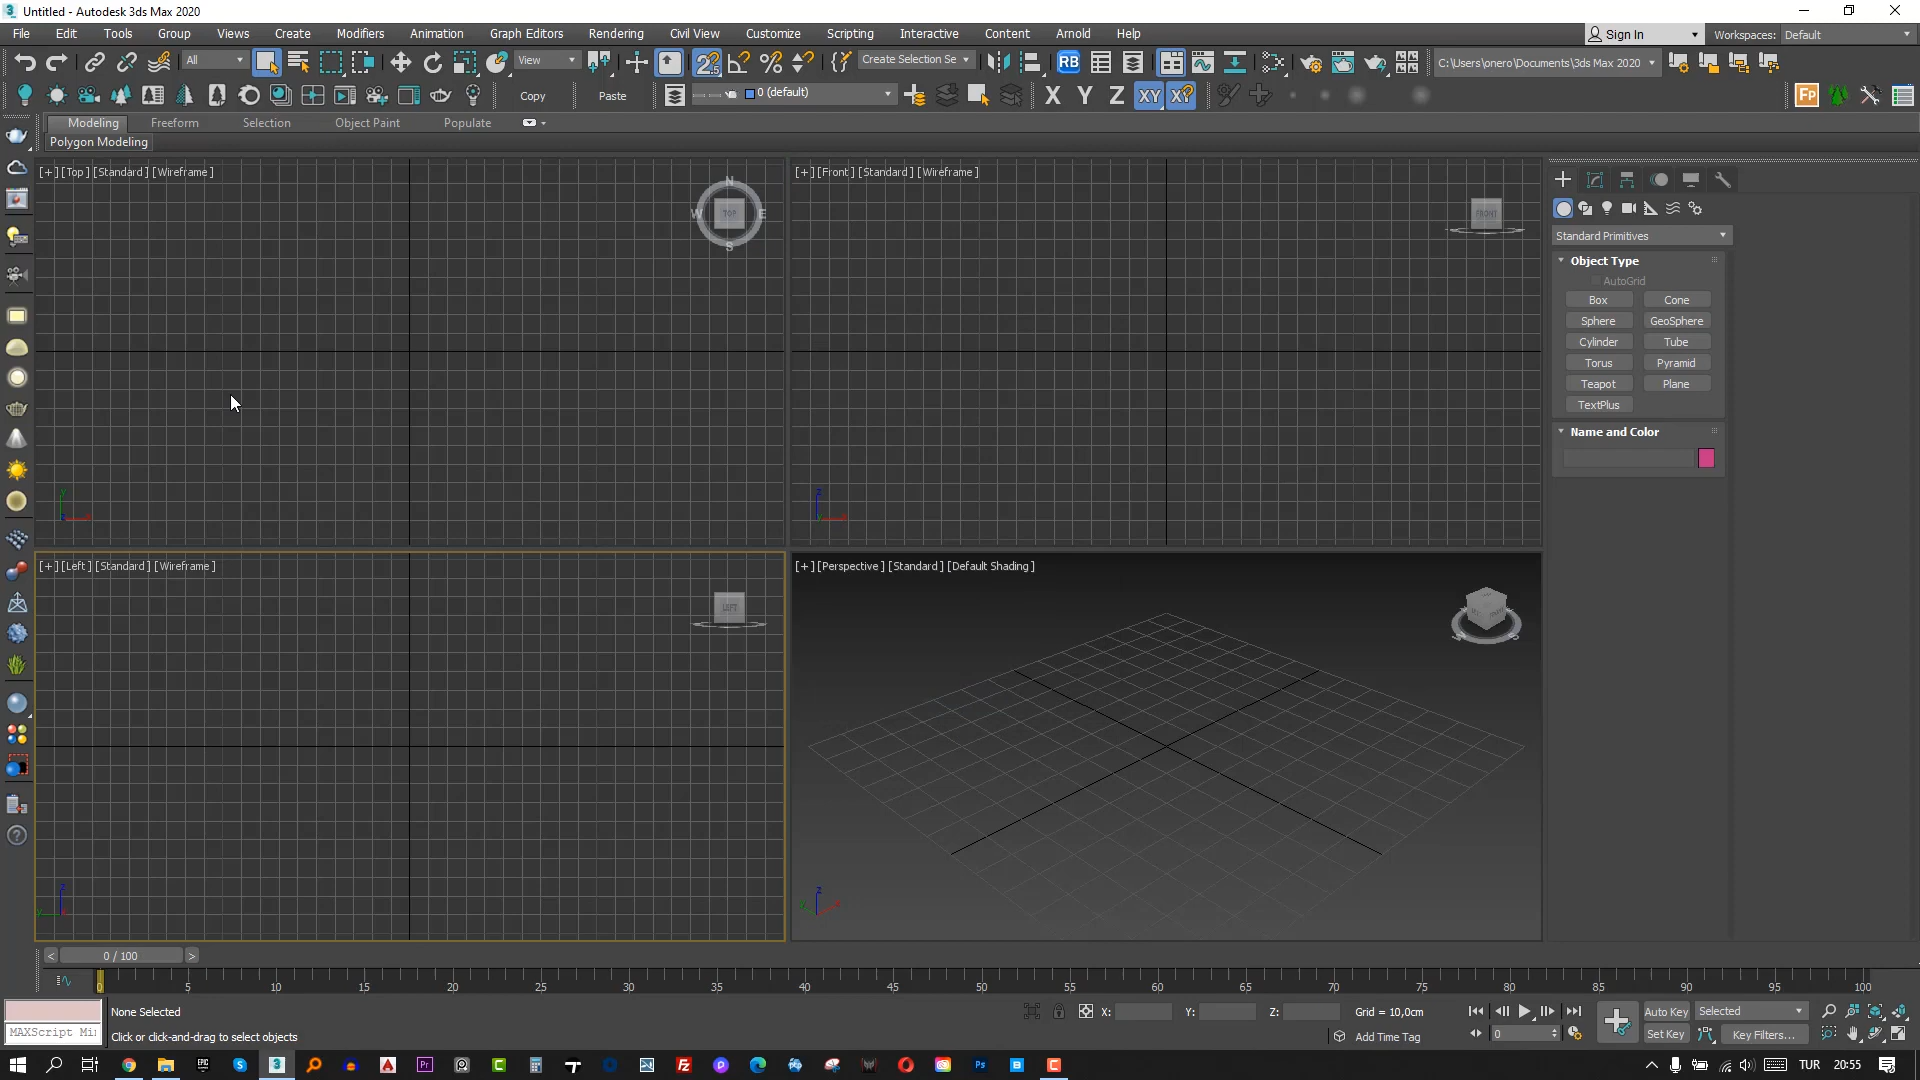 Untitled - Autodesk 3ds Max 2020
File Edit Tools Group Views Create Modifiers Animation Graph Editors Rendering Civil View Customize Scripting Interactive Content Arnold Help Sign In Workspaces: Default
All View Create Selection Se C:\Users\onero\Documents\3ds Max 2020
Copy Paste 0 (default) X Y Z XY XY
Modeling Freeform Selection Object Paint Populate
Polygon Modeling
[+] [Top] [Standard] [Wireframe]
[+] [Front] [Standard] [Wireframe]
N
W TOP E
S
FRONT
Standard Primitives
Object Type
AutoGrid
Box Cone
Sphere GeoSphere
Cylinder Tube
Torus Pyramid
Teapot Plane
TextPlus
Name and Color
[+] [Left] [Standard] [Wireframe]
[+] [Perspective] [Standard] [Default Shading]
LEFT
< 0 / 100 >
0 5 10 15 20 25 30 35 40 45 50 55 60 65 70 75 80 85 90 95 100
None Selected X: Y: Z: Grid = 10,0cm Auto Key Selected
MAXScript Mi Click or click-and-drag to select objects Add Time Tag 0 Set Key Key Filters...
TUR 20:55